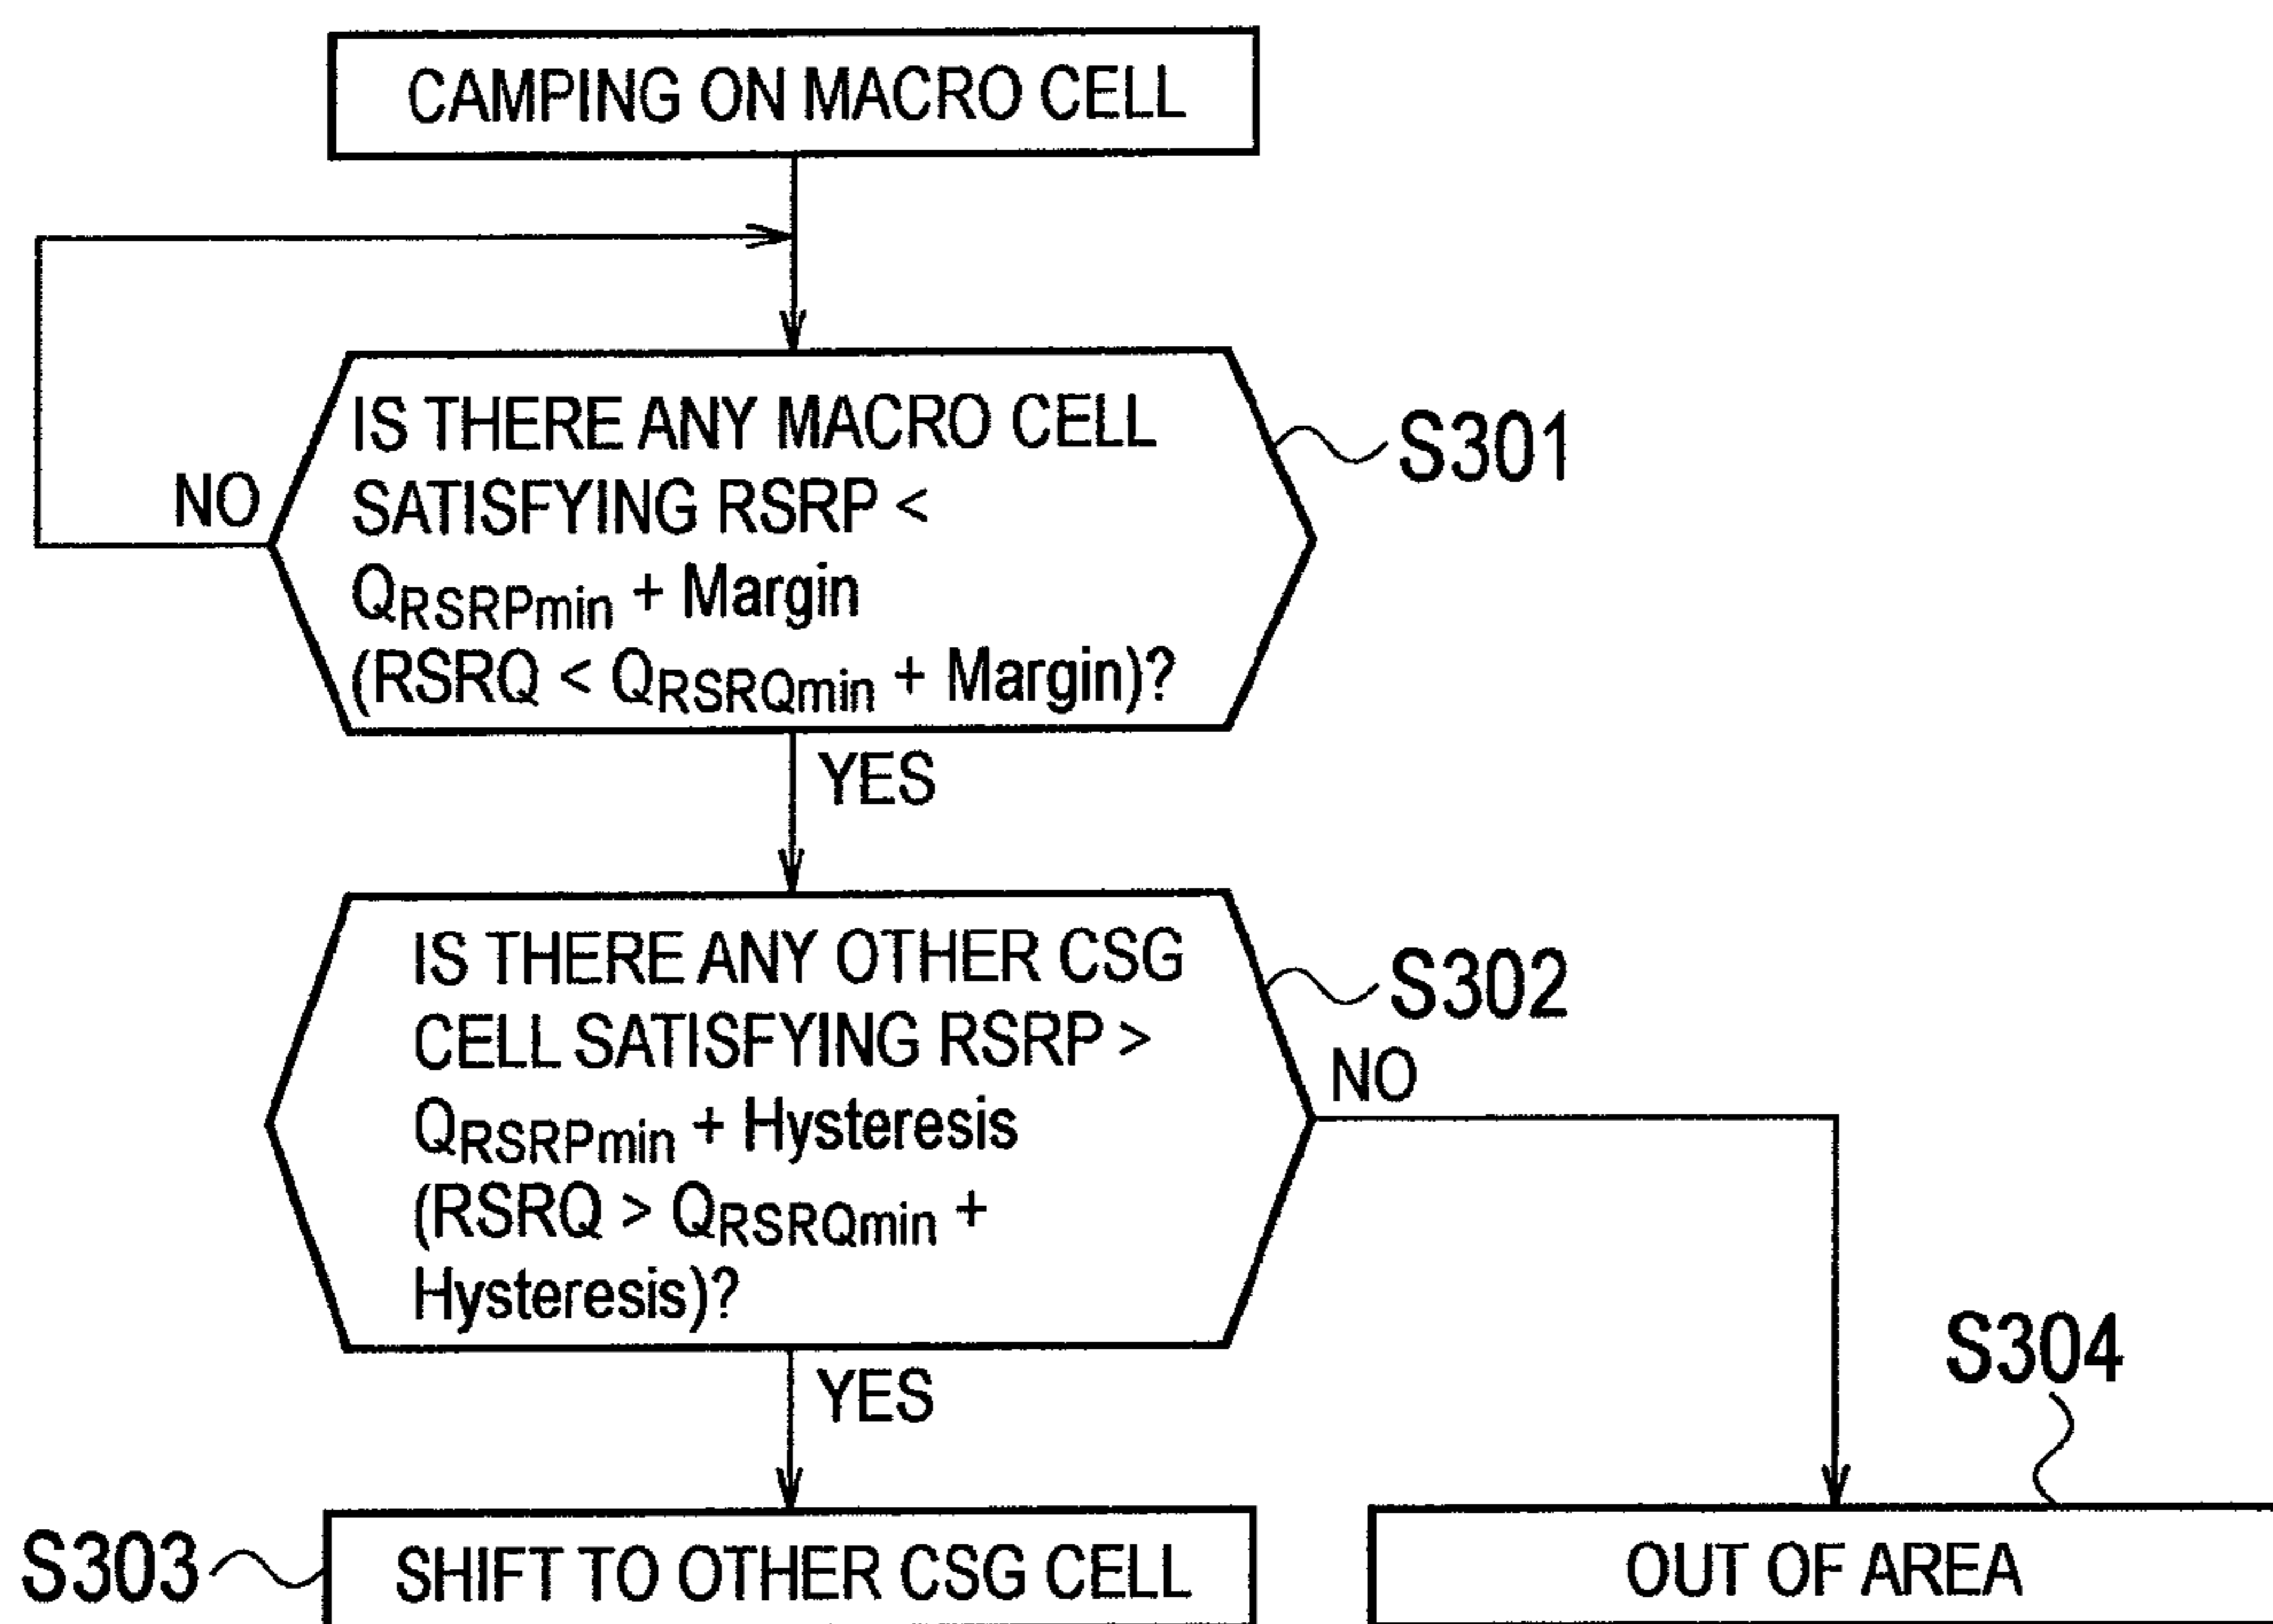 CAMPING ON MACRO CELL
IS THERE ANY MACRO CELL
SATISFYING RSRP <
QRSRPmin + Margin
(RSRQ < QRSRQmin + Margin)?
S301
NO
YES
IS THERE ANY OTHER CSG
CELL SATISFYING RSRP >
QRSRPmin + Hysteresis
(RSRQ > QRSRQmin +
Hysteresis)?
S302
NO
YES
S304
S303
SHIFT TO OTHER CSG CELL
OUT OF AREA